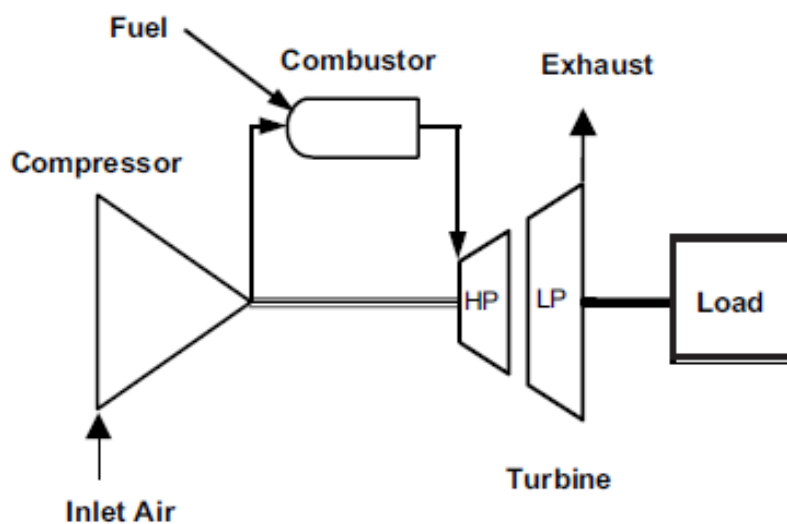 Fuel
Combustor
Exhaust
Compressor
HP
LP
Load
Turbine
Inlet Air